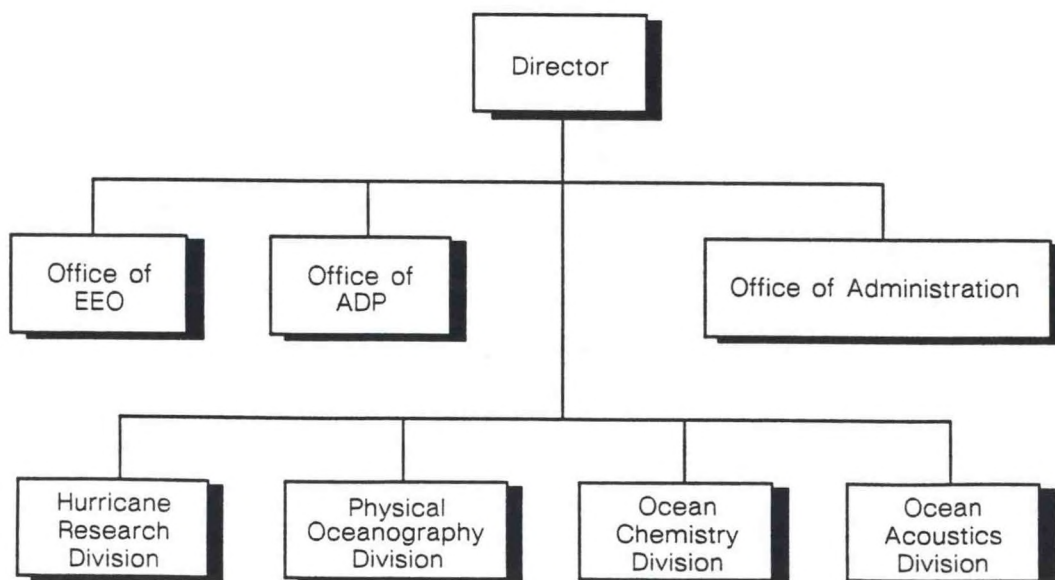 Director
Office of
EEO
Office of
ADP
Office of Administration
Hurricane
Research
Division
Physical
Oceanography
Division
Ocean
Chemistry
Division
Ocean
Acoustics
Division